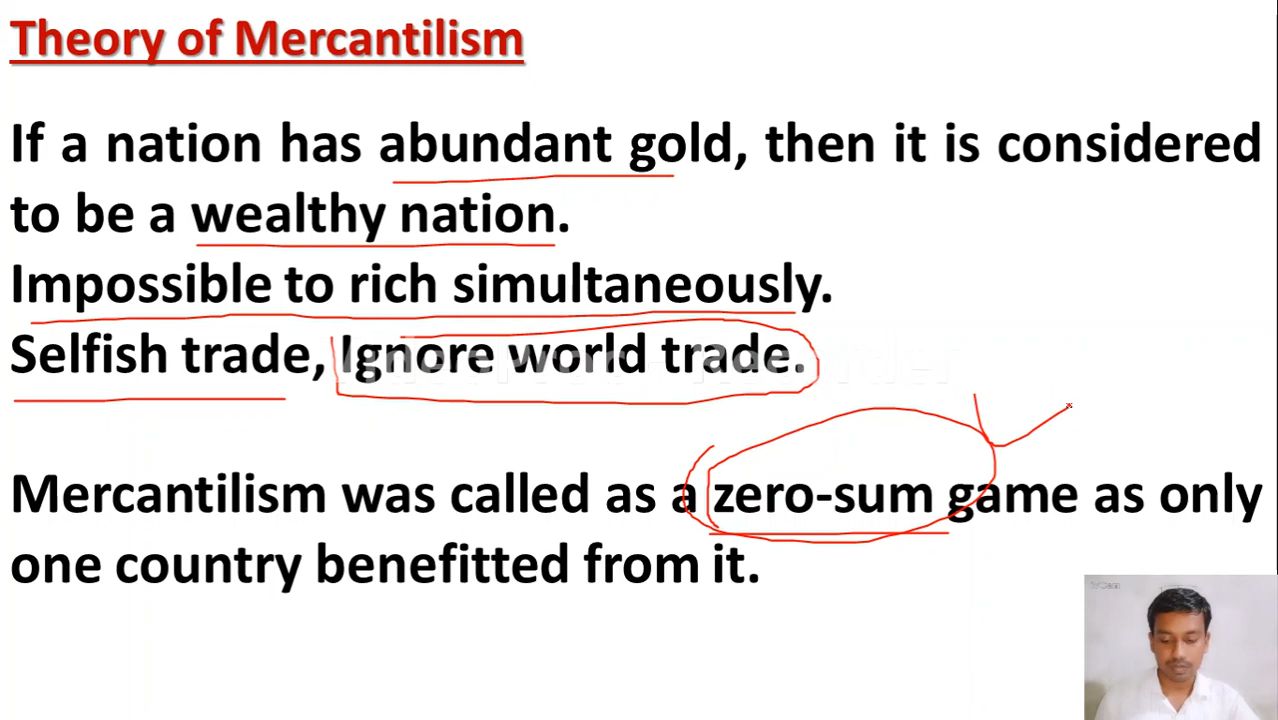 Theory of Mercantilism
If a nation has abundant gold, then it is considered
to be a wealthy nation.
Impossible to rich simultaneously.
Selfish trade, Ignore world trade.
Mercantilism was called as a zero-sum game as only
one country benefitted from it.